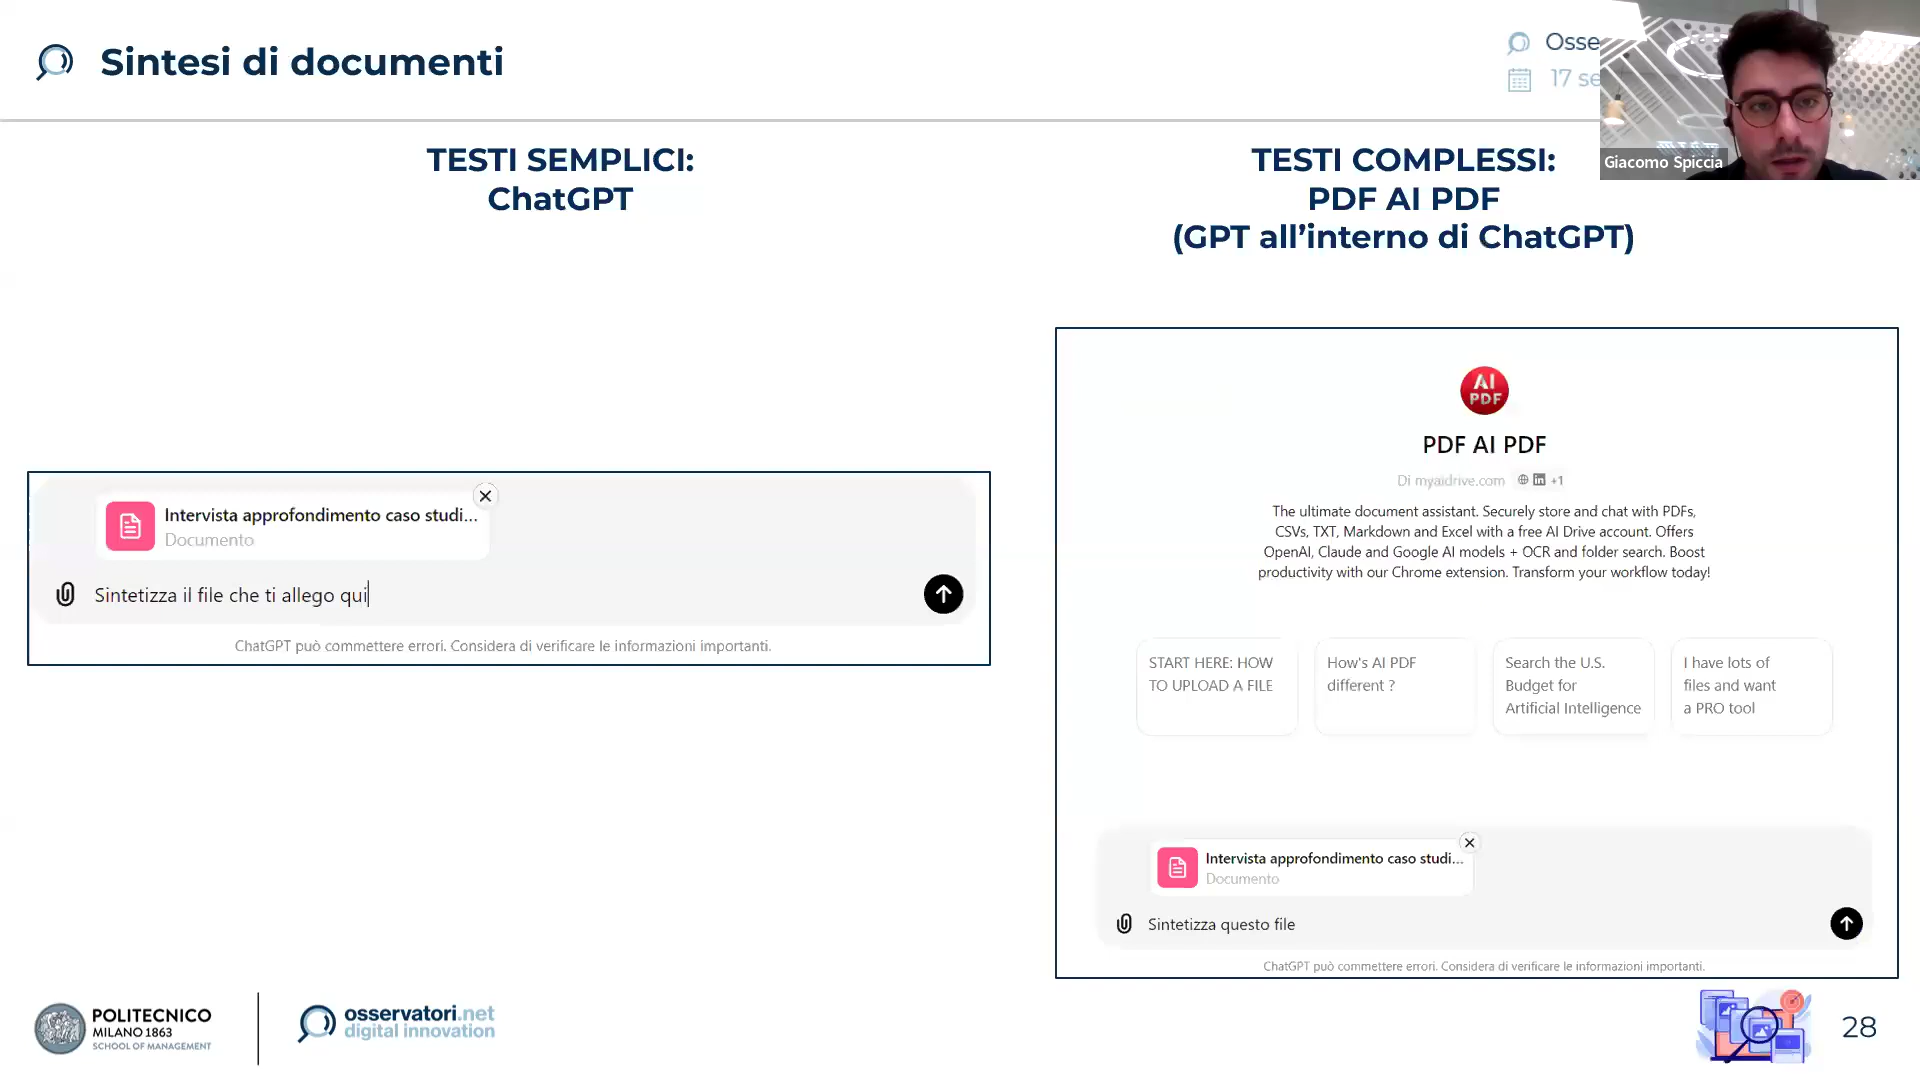 Sintesi di documenti
Osse
17 se
Giacomo Spiccia
TESTI SEMPLICI:
ChatGPT
Intervista approfondimento caso studi...
Documento
Sintetizza il file che ti allego qui
ChatGPT può commettere errori. Considera di verificare le informazioni importanti.
TESTI COMPLESSI:
PDF AI PDF
(GPT all’interno di ChatGPT)
AI
PDF
PDF AI PDF
Di myaidrive.com +1
The ultimate document assistant. Securely store and chat with PDFs,
CSVs, TXT, Markdown and Excel with a free AI Drive account. Offers
OpenAI, Claude and Google AI models + OCR and folder search. Boost
productivity with our Chrome extension. Transform your workflow today!
START HERE: HOW
TO UPLOAD A FILE
How's AI PDF
different ?
Search the U.S.
Budget for
Artificial Intelligence
I have lots of
files and want
a PRO tool
Intervista approfondimento caso studi...
Documento
Sintetizza questo file
ChatGPT può commettere errori. Considera di verificare le informazioni importanti.
POLITECNICO
MILANO 1863
SCHOOL OF MANAGEMENT
osservatori.net
digital innovation
28